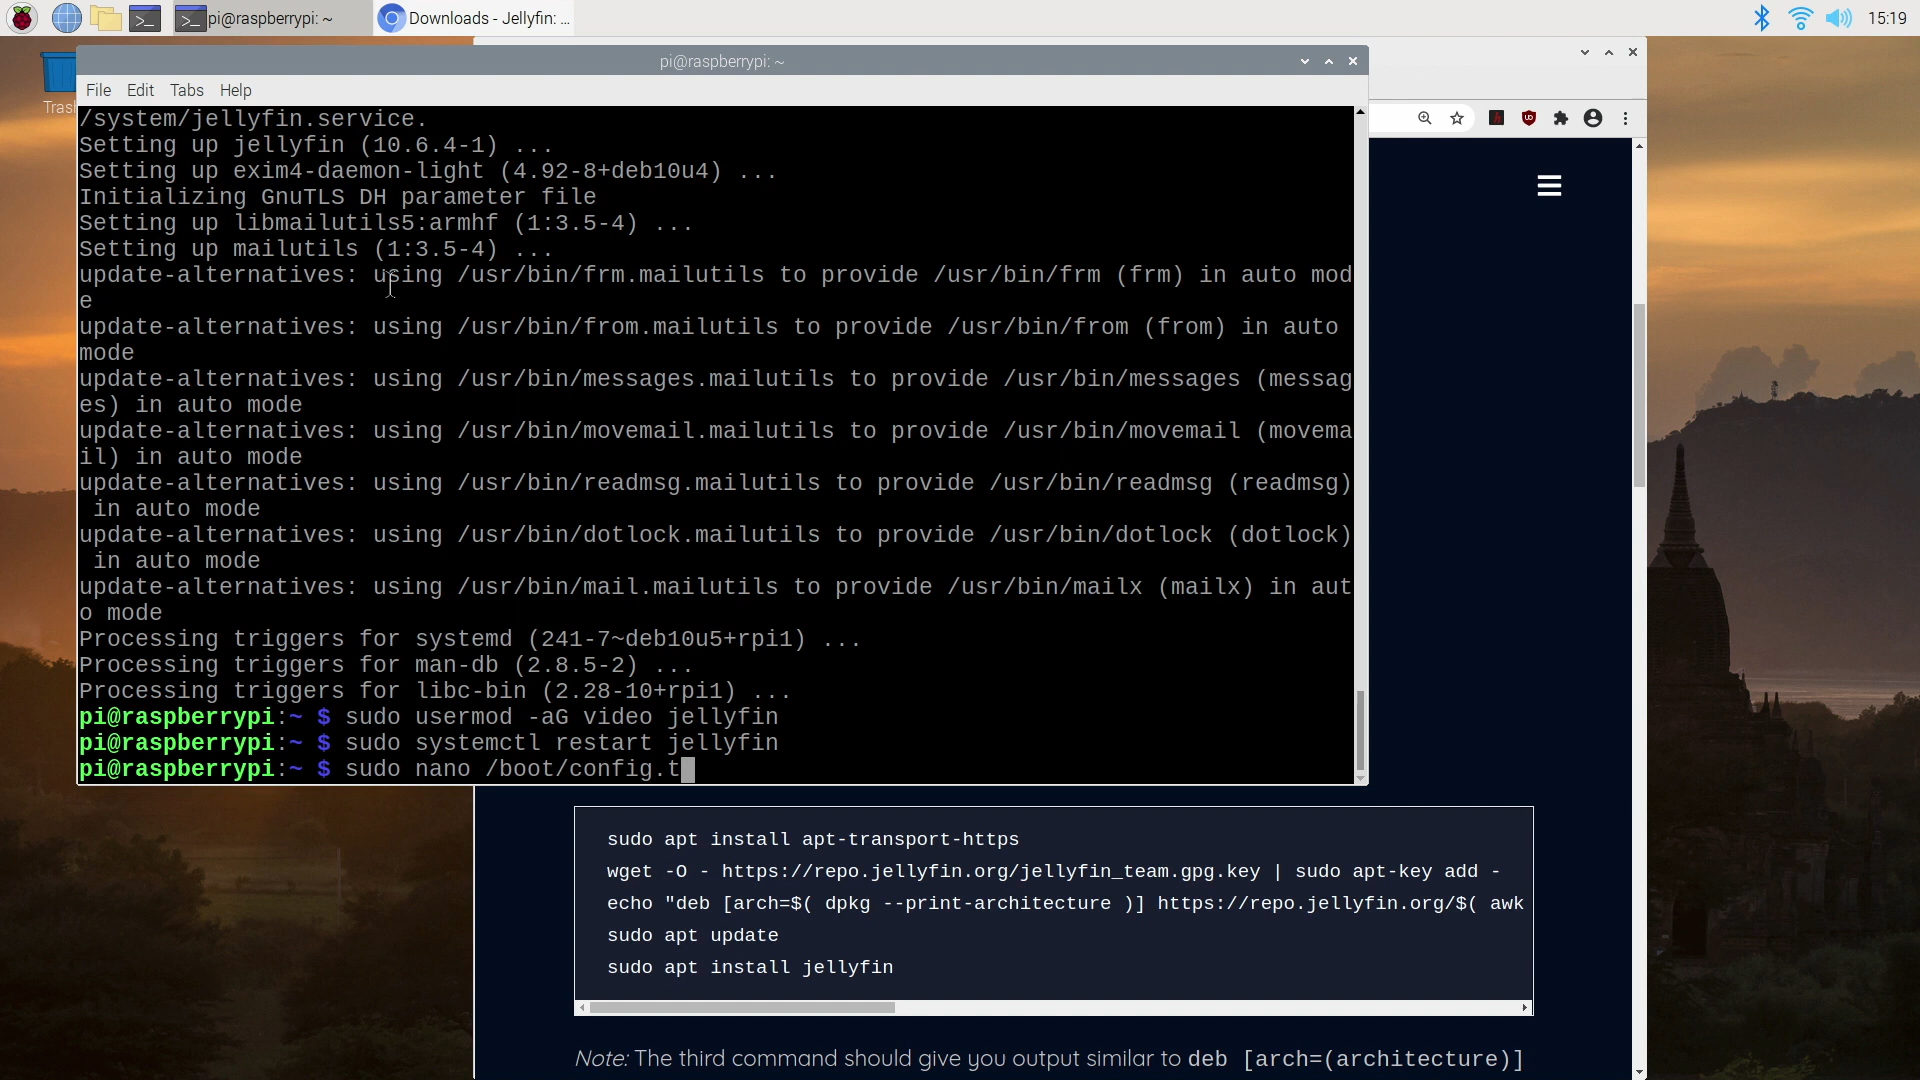 pi@raspberrypi: ~
Downloads - Jellyfin: ...
15:19
Trash
pi@raspberrypi: ~
File Edit Tabs Help
/system/jellyfin.service.
Setting up jellyfin (10.6.4-1) ...
Setting up exim4-daemon-light (4.92-8+deb10u4) ...
Initializing GnuTLS DH parameter file
Setting up libmailutils5:armhf (1:3.5-4) ...
Setting up mailutils (1:3.5-4) ...
update-alternatives: using /usr/bin/frm.mailutils to provide /usr/bin/frm (frm) in auto mod
e
update-alternatives: using /usr/bin/from.mailutils to provide /usr/bin/from (from) in auto
mode
update-alternatives: using /usr/bin/messages.mailutils to provide /usr/bin/messages (messag
es) in auto mode
update-alternatives: using /usr/bin/movemail.mailutils to provide /usr/bin/movemail (movema
il) in auto mode
update-alternatives: using /usr/bin/readmsg.mailutils to provide /usr/bin/readmsg (readmsg)
 in auto mode
update-alternatives: using /usr/bin/dotlock.mailutils to provide /usr/bin/dotlock (dotlock)
 in auto mode
update-alternatives: using /usr/bin/mail.mailutils to provide /usr/bin/mailx (mailx) in aut
o mode
Processing triggers for systemd (241-7~deb10u5+rpi1) ...
Processing triggers for man-db (2.8.5-2) ...
Processing triggers for libc-bin (2.28-10+rpi1) ...
pi@raspberrypi:~ $ sudo usermod -aG video jellyfin
pi@raspberrypi:~ $ sudo systemctl restart jellyfin
pi@raspberrypi:~ $ sudo nano /boot/config.t
sudo apt install apt-transport-https
wget -O - https://repo.jellyfin.org/jellyfin_team.gpg.key | sudo apt-key add -
echo "deb [arch=$( dpkg --print-architecture )] https://repo.jellyfin.org/$( awk
sudo apt update
sudo apt install jellyfin
Note: The third command should give you output similar to deb [arch=(architecture)]